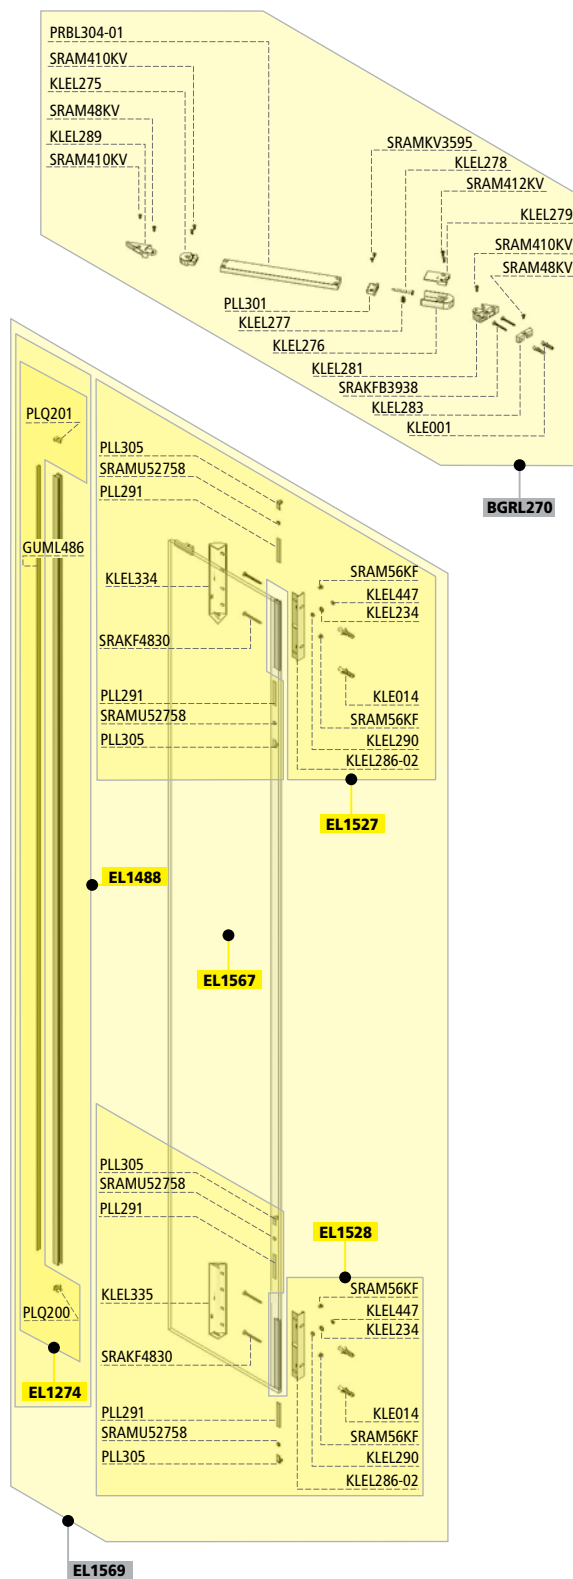 PRBL304-01
SRAM410KV
KLEL275
SRAM48KV
KLEL289
SRAM410KV
SRAMKV3595
KLEL278
SRAM412KV
KLEL279
SRAM410KV
SRAM48KV
PLL301
KLEL277
KLEL276
KLEL281
SRAKFB3938
KLEL283
KLE001
BGRL270
PLQ201
GUML486
PLL305
SRAMU52758
PLL291
KLEL334
SRAKF4830
PLL291
SRAMU52758
PLL305
SRAM56KF
KLEL447
KLEL234
KLE014
SRAM56KF
KLEL290
KLEL286-02
EL1527
EL1488
EL1567
PLL305
SRAMU52758
PLL291
EL1528
KLEL335
SRAKF4830
SRAM56KF
KLEL447
KLEL234
PLQ200
EL1274
PLL291
SRAMU52758
PLL305
KLE014
SRAM56KF
KLEL290
KLEL286-02
EL1569